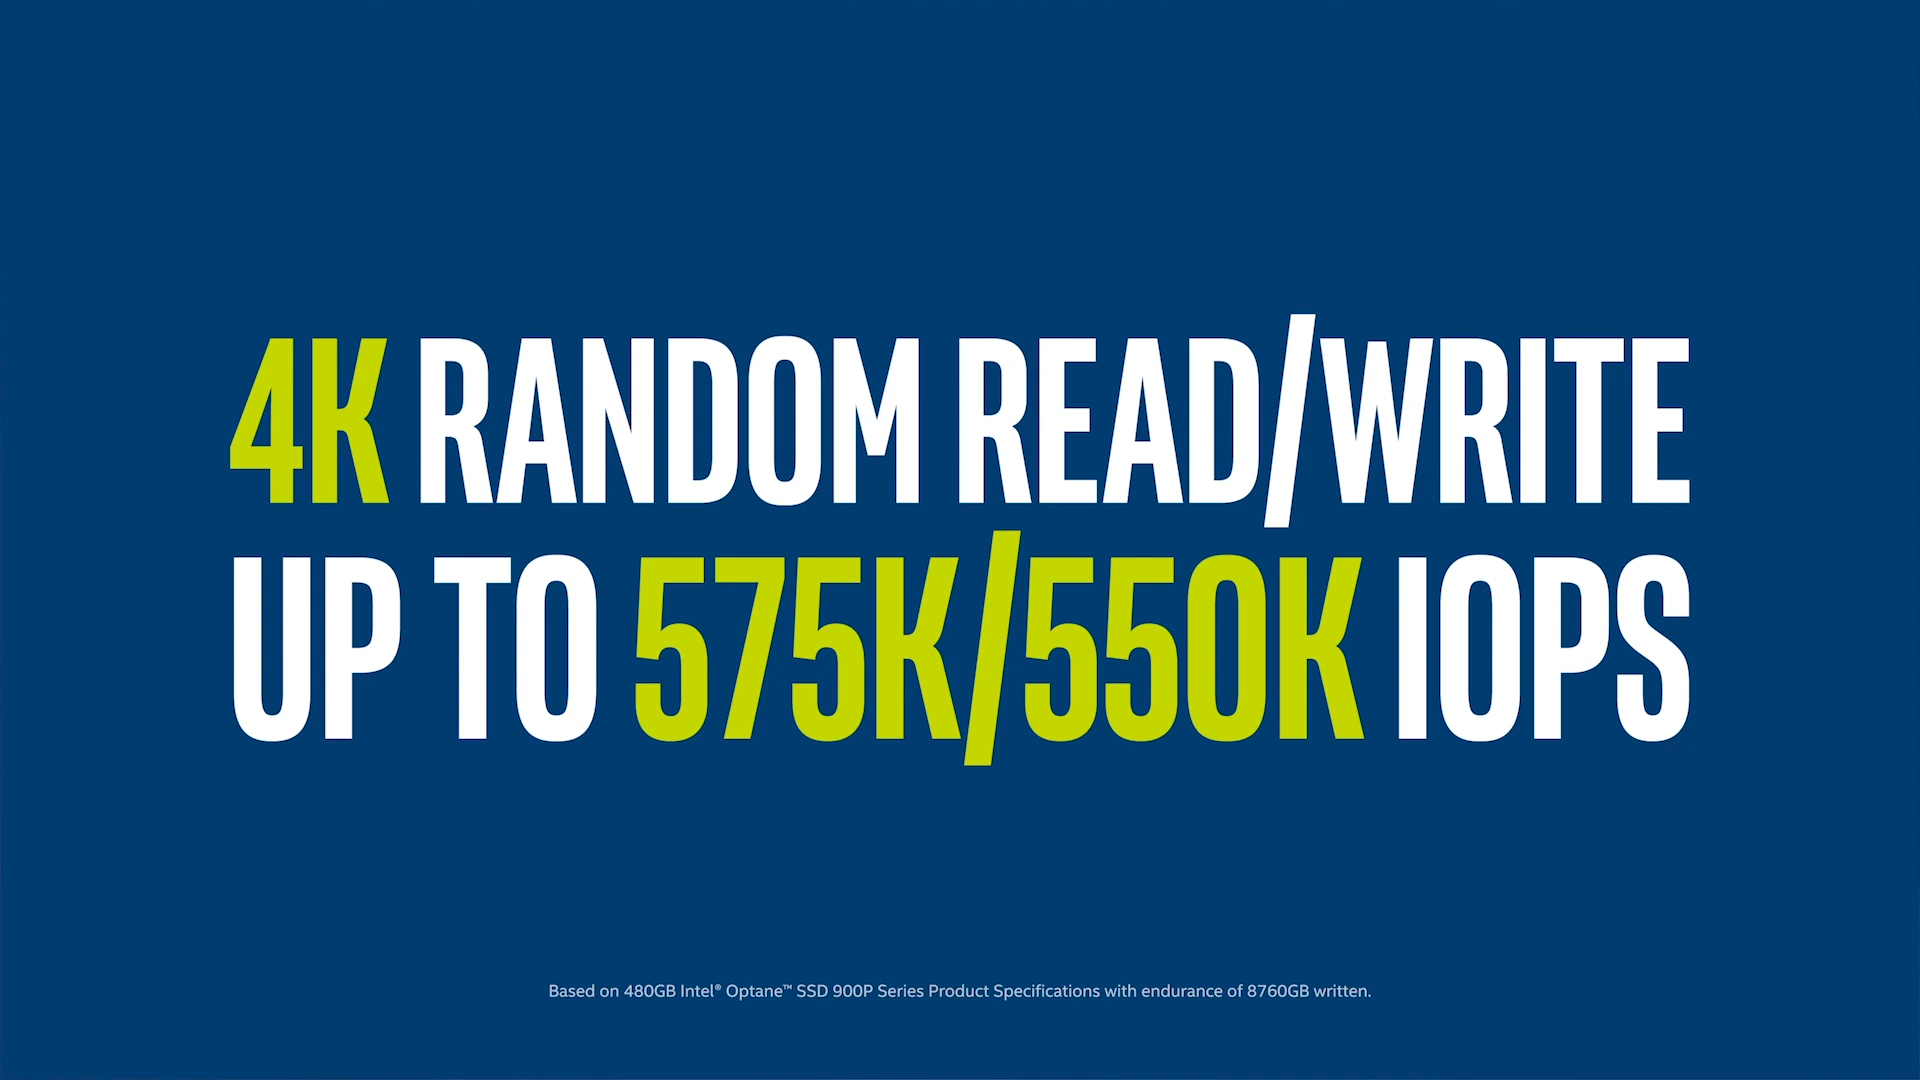 4K RANDOM READ/WRITE
UP TO 575K/550K IOPS
Based on 480GB Intel® Optane™ SSD 900P Series Product Specifications with endurance of 8760GB written.